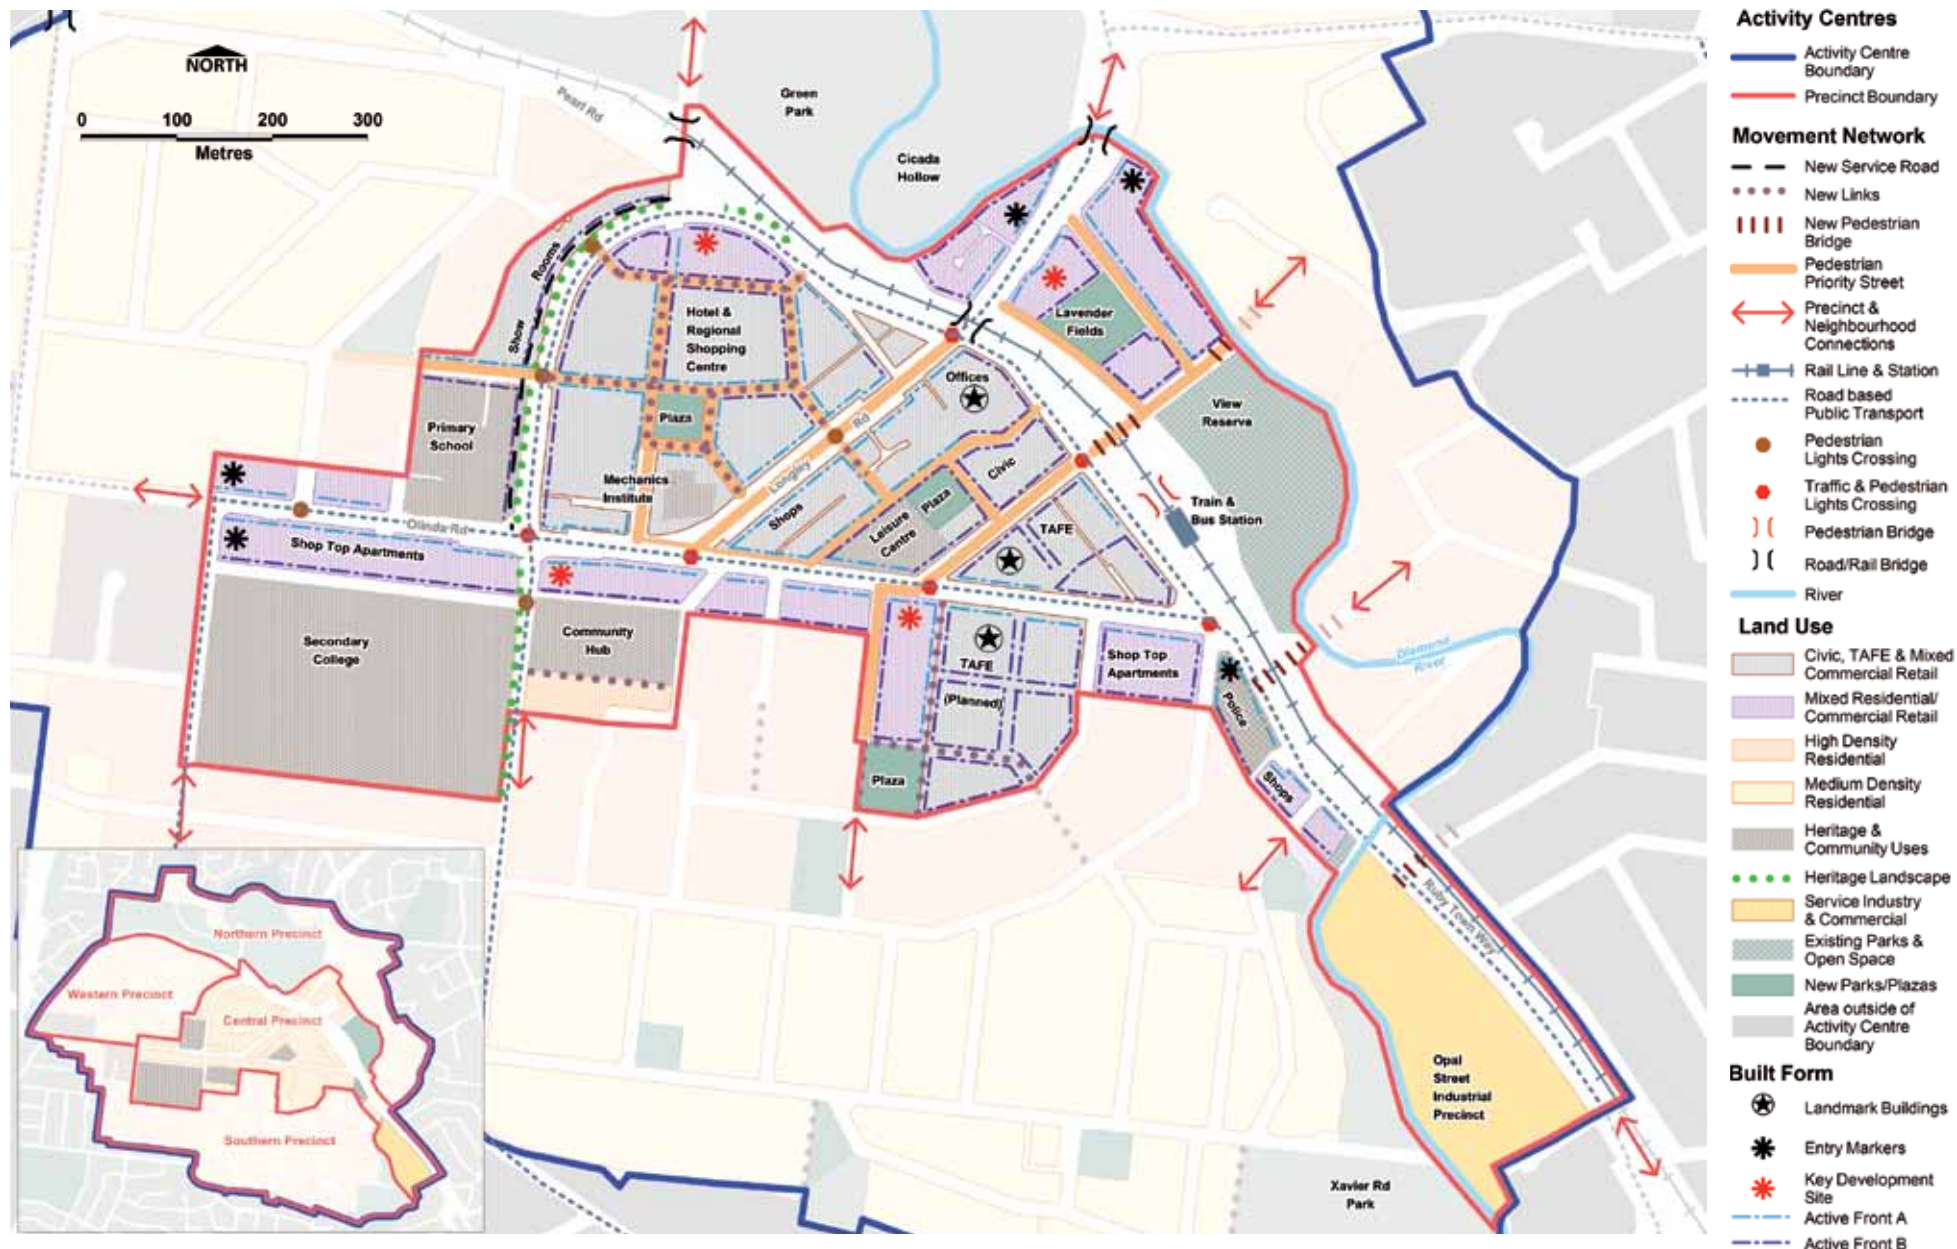 NORTH
0 100 200 300
Metres
Pearl Rd
Green
Park
Cicada
Hollow
Show
Rooms
Hotel &
Regional
Shopping
Centre
Lavender
Fields
Offices
View
Reserve
Plaza
Primary
School
Longley
Rd
Mechanics
Institute
Civic
Plaza
Shops
Leisure
Centre
TAFE
Train &
Bus Station
Olinda Rd
Shop Top Apartments
Secondary
College
Community
Hub
TAFE
(Planned)
Shop Top
Apartments
Police
Diamond
River
Plaza
Shops
Ruby Town Way
Opal
Street
Industrial
Precinct
Xavier Rd
Park
Northern Precinct
Western Precinct
Central Precinct
Southern Precinct
Activity Centres
Activity Centre
Boundary
Precinct Boundary
Movement Network
New Service Road
New Links
New Pedestrian
Bridge
Pedestrian
Priority Street
Precinct &
Neighbourhood
Connections
Rail Line & Station
Road based
Public Transport
Pedestrian
Lights Crossing
Traffic & Pedestrian
Lights Crossing
Pedestrian Bridge
Road/Rail Bridge
River
Land Use
Civic, TAFE & Mixed
Commercial Retail
Mixed Residential/
Commercial Retail
High Density
Residential
Medium Density
Residential
Heritage &
Community Uses
Heritage Landscape
Service Industry
& Commercial
Existing Parks &
Open Space
New Parks/Plazas
Area outside of
Activity Centre
Boundary
Built Form
Landmark Buildings
Entry Markers
Key Development
Site
Active Front A
Active Front B